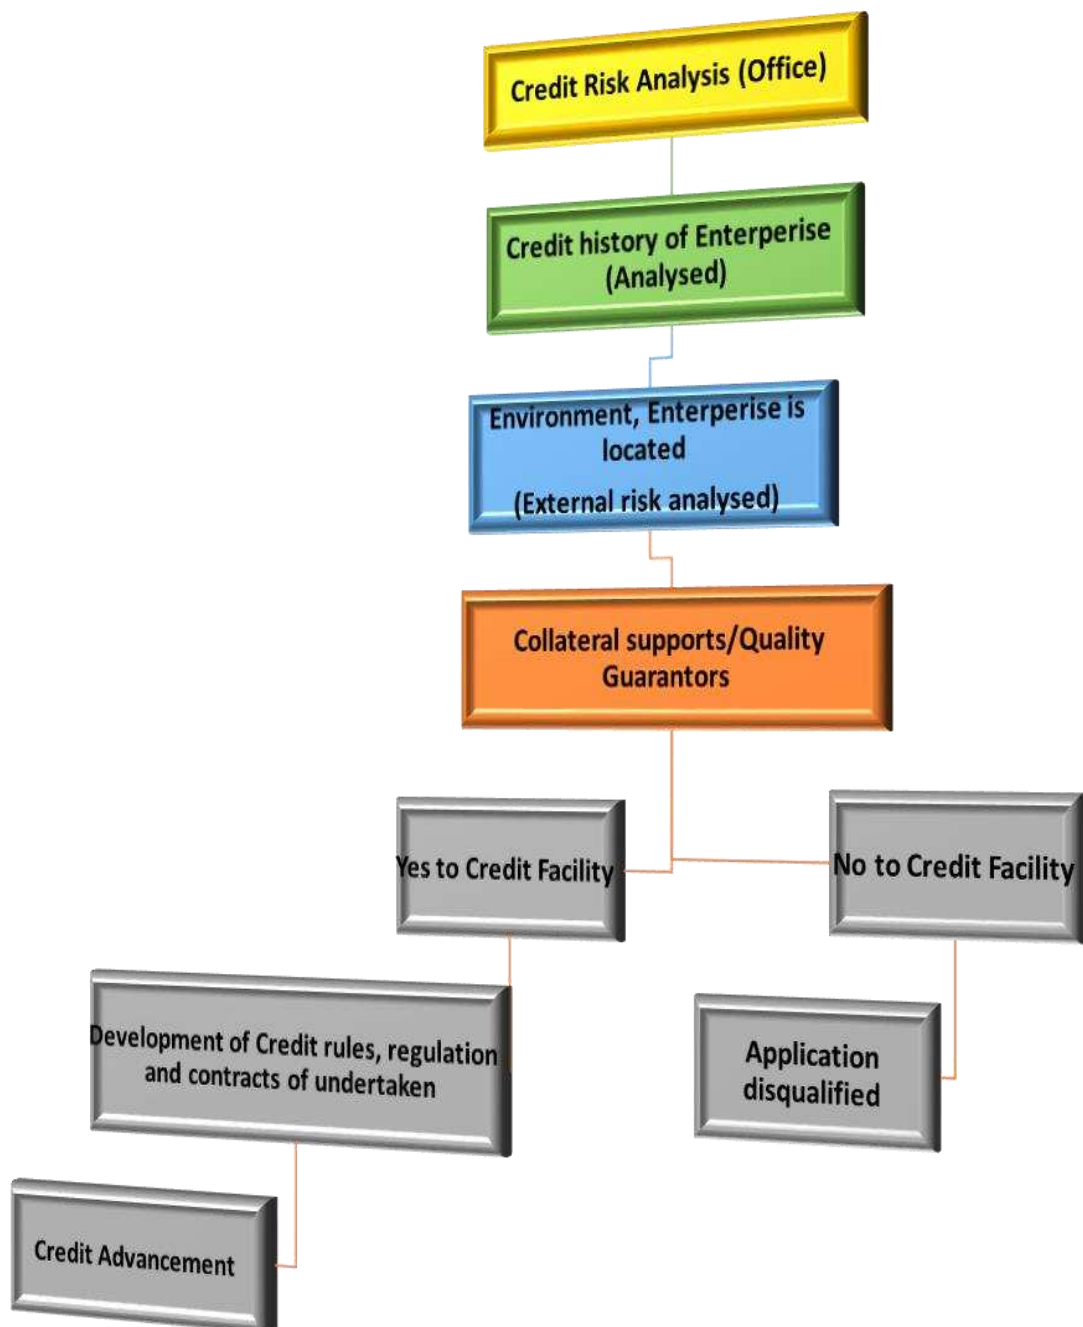 Credit Risk Analysis (Office)
Credit history of Enterperise
(Analysed)
Environment, Enterperise is
located
(External risk analysed)
Collateral supports/Quality
Guarantors
Yes to Credit Facility
No to Credit Facility
Development of Credit rules, regulation
and contracts of undertaken
Application
disqualified
Credit Advancement